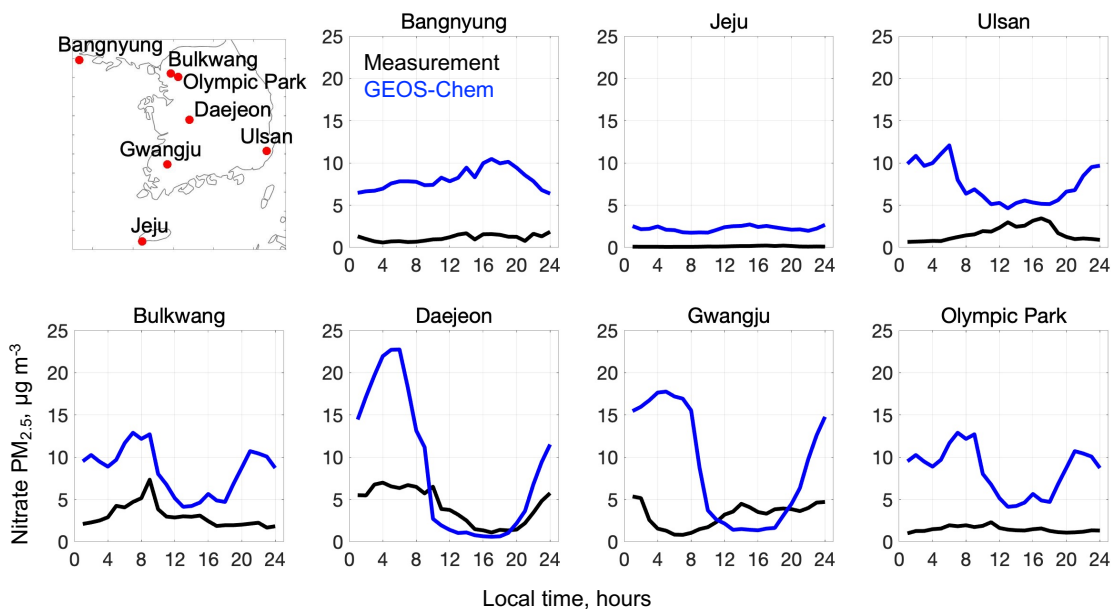 Bangnyung
Bulkwang
Olympic Park
Daejeon
Ulsan
Gwangju
Jeju
Bangnyung
25
20
15
10
5
0
0 4 8 12 16 20 24
Measurement
GEOS-Chem
Jeju
25
20
15
10
5
0
0 4 8 12 16 20 24
Ulsan
25
20
15
10
5
0
0 4 8 12 16 20 24
Nitrate PM2.5, µg m-3
Bulkwang
25
20
15
10
5
0
0 4 8 12 16 20 24
Daejeon
25
20
15
10
5
0
0 4 8 12 16 20 24
Gwangju
25
20
15
10
5
0
0 4 8 12 16 20 24
Olympic Park
25
20
15
10
5
0
0 4 8 12 16 20 24
Local time, hours